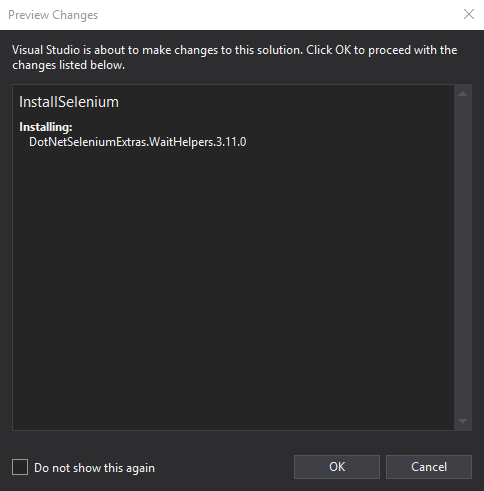 Preview Changes
Visual Studio is about to make changes to this solution. Click OK to proceed with the
changes listed below.
InstallSelenium
Installing:
DotNetSeleniumExtras.WaitHelpers.3.11.0
Do not show this again
OK
Cancel